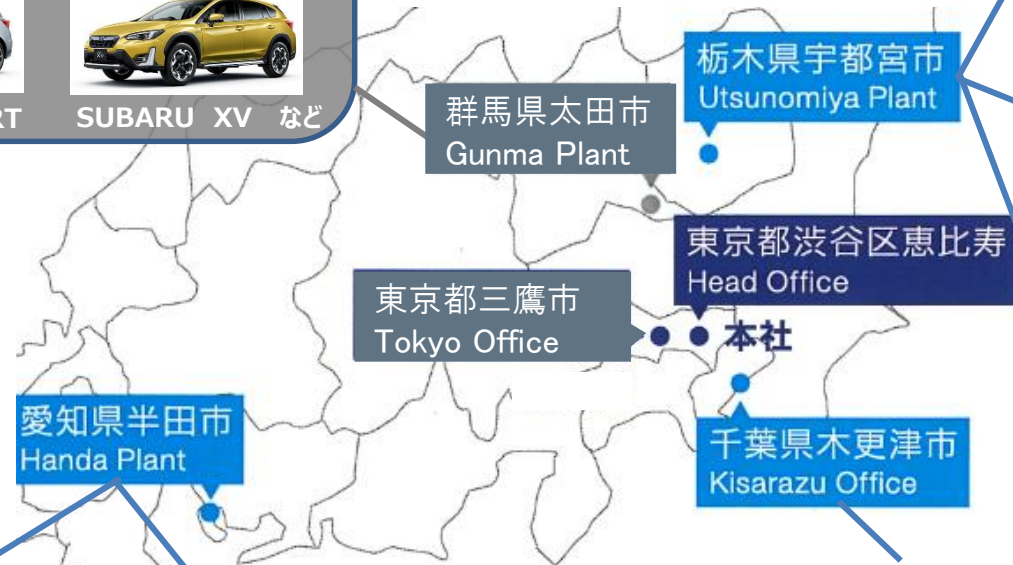 RT
SUBARU XV など
栃木県宇都宮市
Utsunomiya Plant
群馬県太田市
Gunma Plant
東京都渋谷区恵比寿
Head Office
東京都三鷹市
Tokyo Office
本社
愛知県半田市
Handa Plant
千葉県木更津市
Kisarazu Office